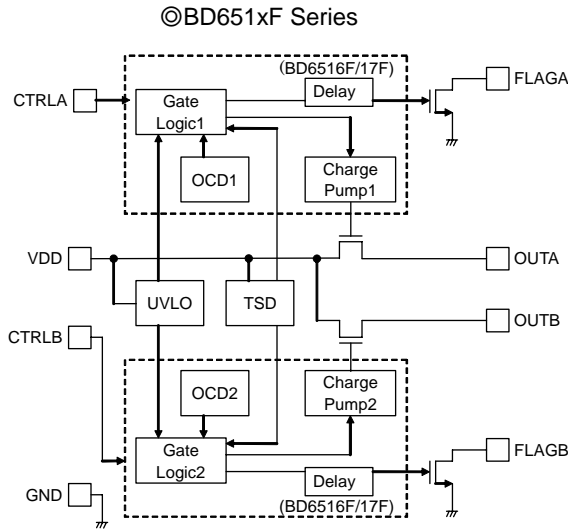 ◎BD651xF Series
(BD6516F/17F)
CTRLA
Gate
Logic1
Delay
FLAGA
OCD1
Charge
Pump1
VDD
OUTA
UVLO
TSD
OUTB
CTRLB
OCD2
Charge
Pump2
Gate
Logic2
FLAGB
Delay
(BD6516F/17F)
GND